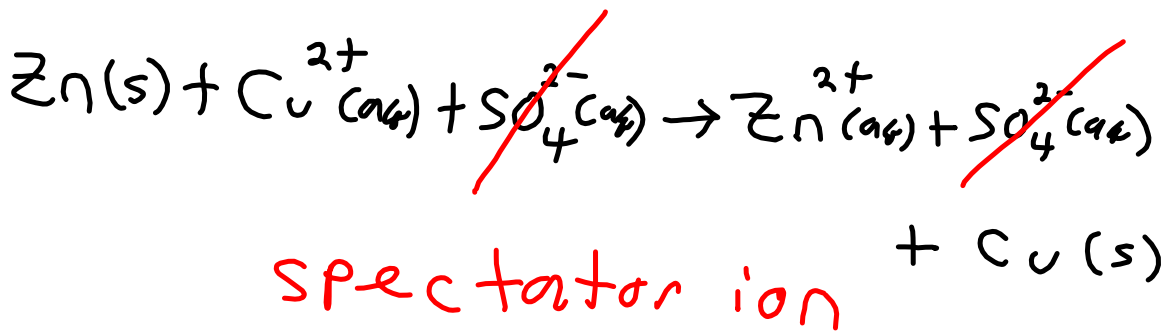 Zn(s) + Cu²⁺(aq) + SO₄²⁻(aq) → Zn²⁺(aq) + SO₄²⁻(aq)
+ Cu(s)
spectator ion